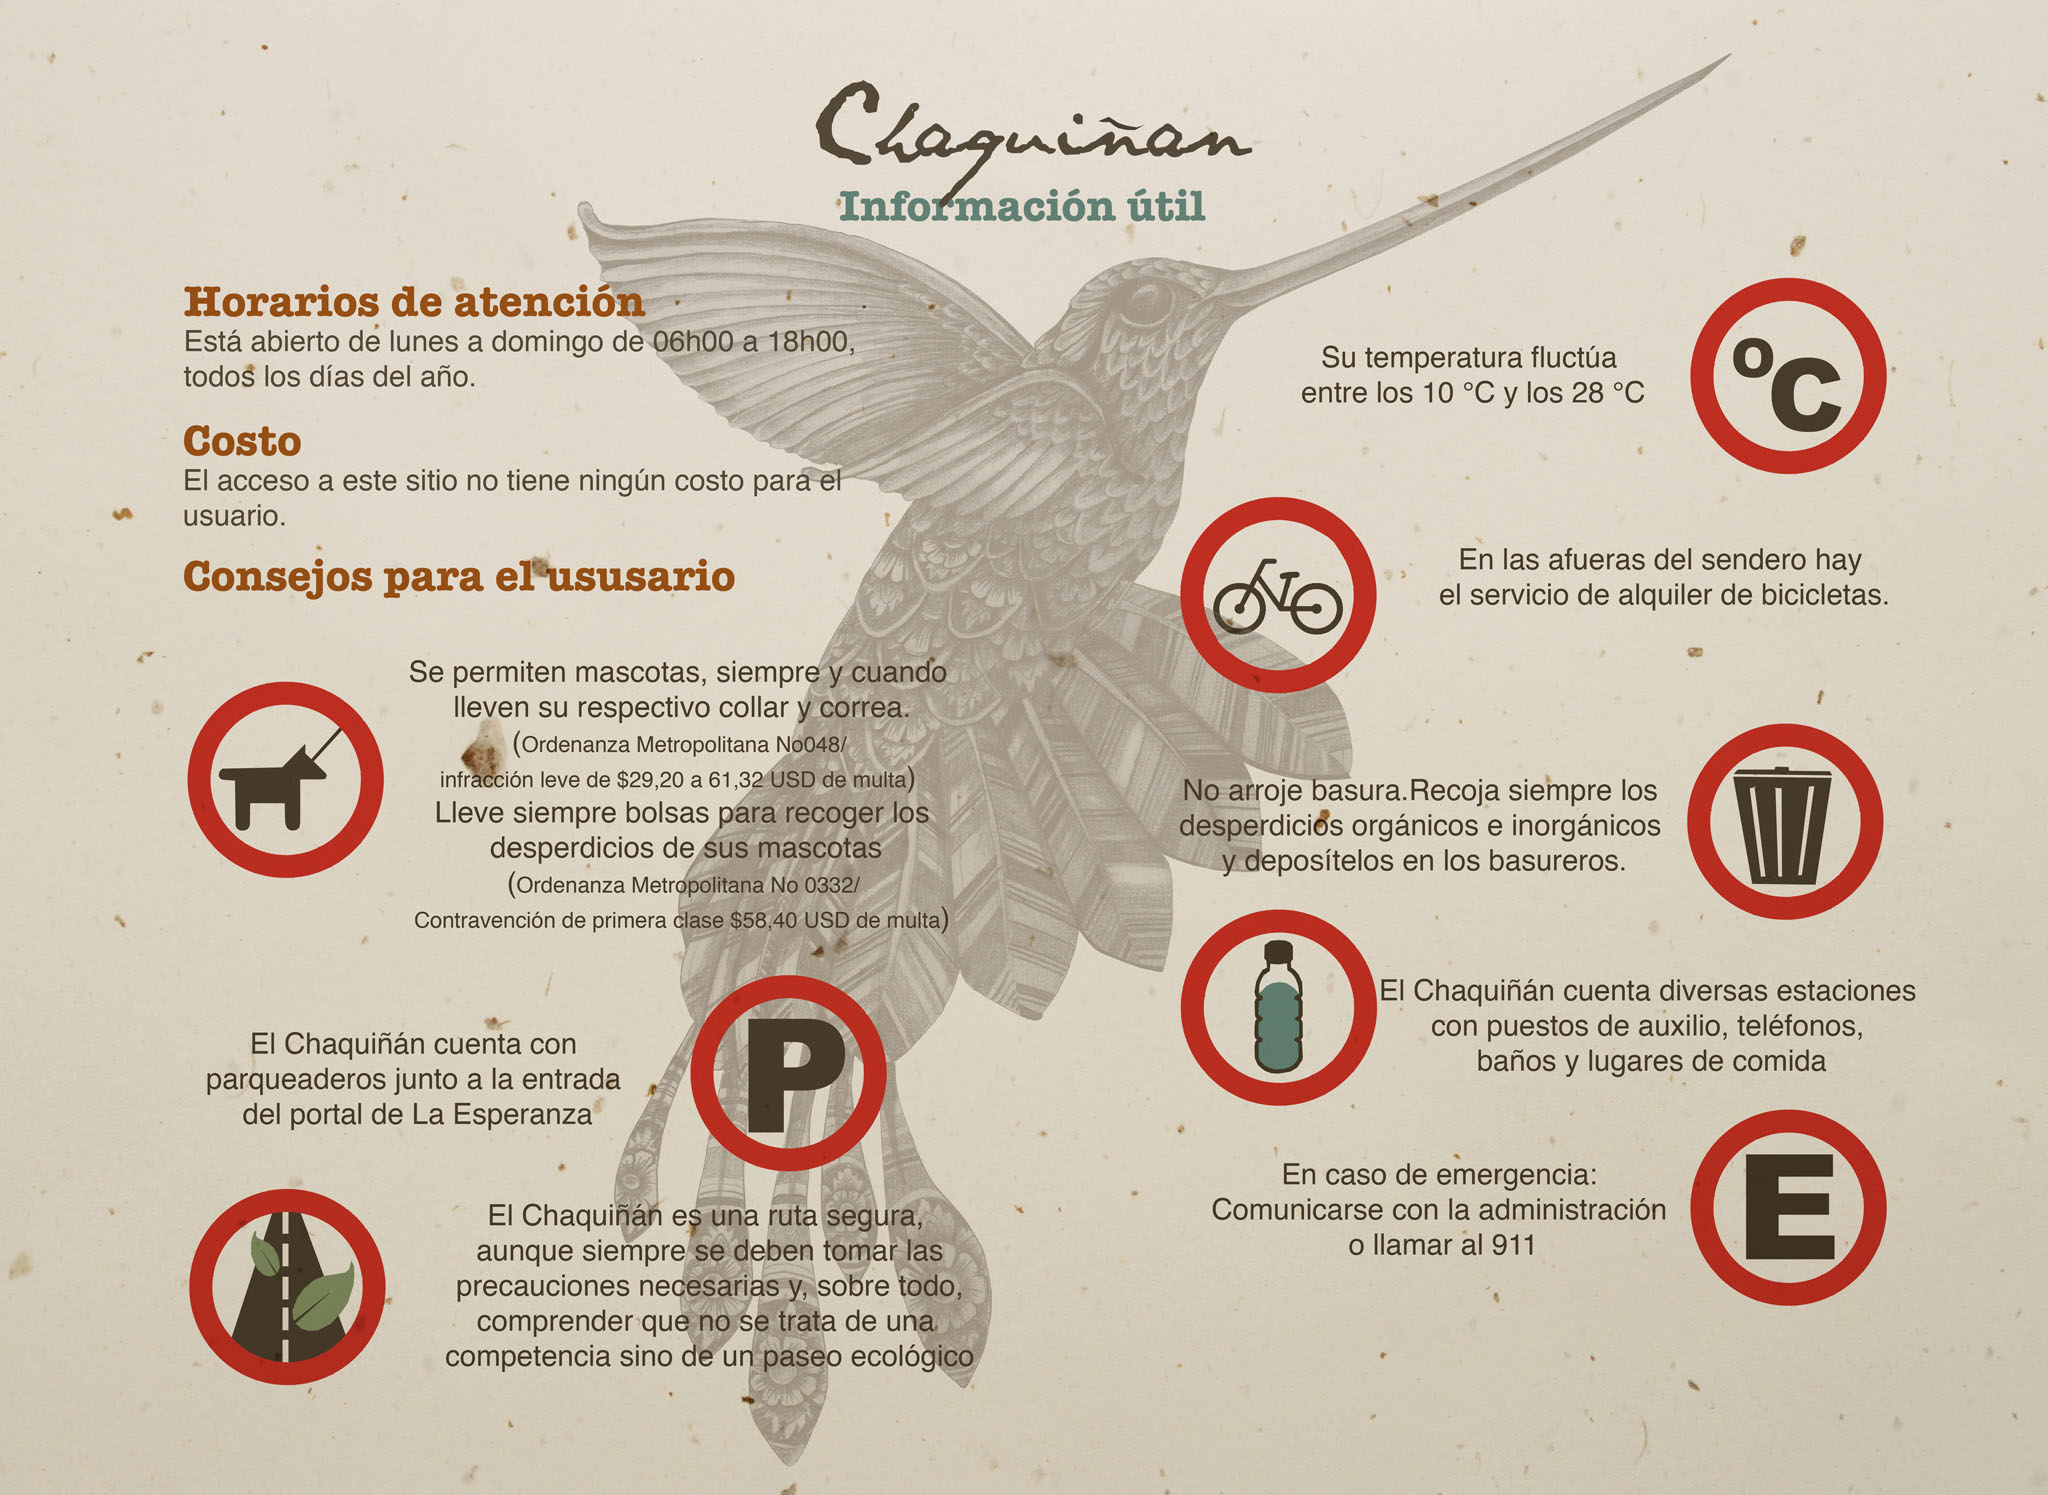 Chaquiñan
Información útil
Horarios de atención
Está abierto de lunes a domingo de 06h00 a 18h00,
todos los días del año.
Costo
El acceso a este sitio no tiene ningún costo para el
usuario.
Consejos para el ususario
Se permiten mascotas, siempre y cuando
lleven su respectivo collar y correa.
(Ordenanza Metropolitana No048/
infracción leve de $29,20 a 61,32 USD de multa)
Lleve siempre bolsas para recoger los
desperdicios de sus mascotas
(Ordenanza Metropolitana No 0332/
Contravención de primera clase $58,40 USD de multa)
El Chaquiñán cuenta con
parqueaderos junto a la entrada
del portal de La Esperanza
P
El Chaquiñán es una ruta segura,
aunque siempre se deben tomar las
precauciones necesarias y, sobre todo,
comprender que no se trata de una
competencia sino de un paseo ecológico
Su temperatura fluctúa
entre los 10 °C y los 28 °C
°C
En las afueras del sendero hay
el servicio de alquiler de bicicletas.
No arroje basura.Recoja siempre los
desperdicios orgánicos e inorgánicos
y deposítelos en los basureros.
El Chaquiñán cuenta diversas estaciones
con puestos de auxilio, teléfonos,
baños y lugares de comida
En caso de emergencia:
Comunicarse con la administración
o llamar al 911
E